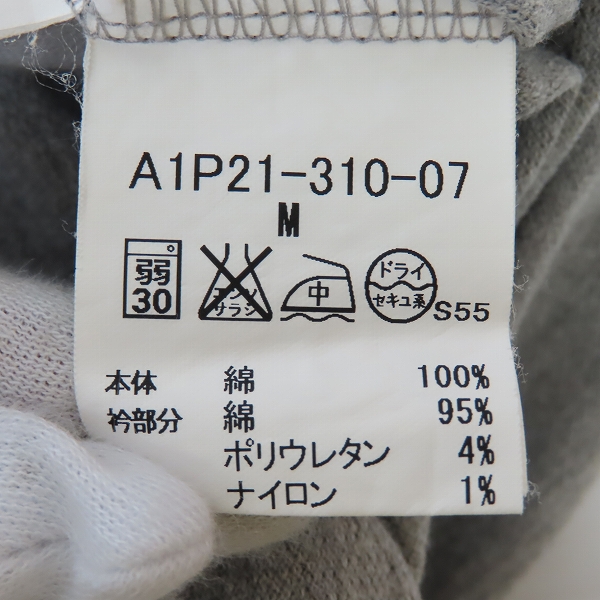 A1P21-310-07
M
弱 30
エンソ サラシ
中
ドライ セキユ系
S55
本体 綿 100%
衿部分 綿 95%
ポリウレタン 4%
ナイロン 1%